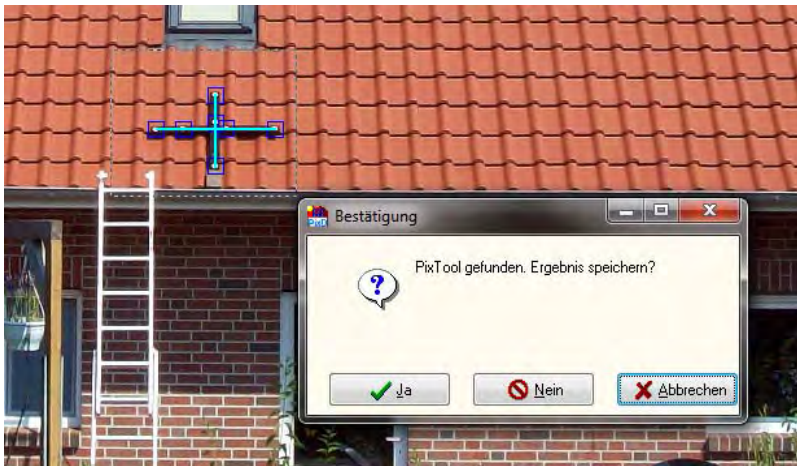 Bestätigung
PixTool gefunden. Ergebnis speichern?
Ja
Nein
Abbrechen